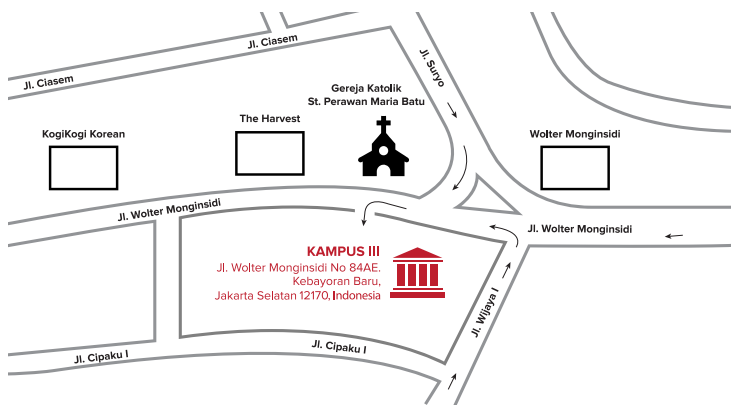 Jl. Ciasem
Jl. Ciasem
Jl. Suryo
Gereja Katolik
St. Perawan Maria Batu
KogiKogi Korean
The Harvest
Wolter Monginsidi
Jl. Wolter Monginsidi
Jl. Wolter Monginsidi
KAMPUS III
Jl. Wolter Monginsidi No 84AE.
Kebayoran Baru,
Jakarta Selatan 12170, Indonesia
Jl. Wijaya I
Jl. Cipaku I
Jl. Cipaku I